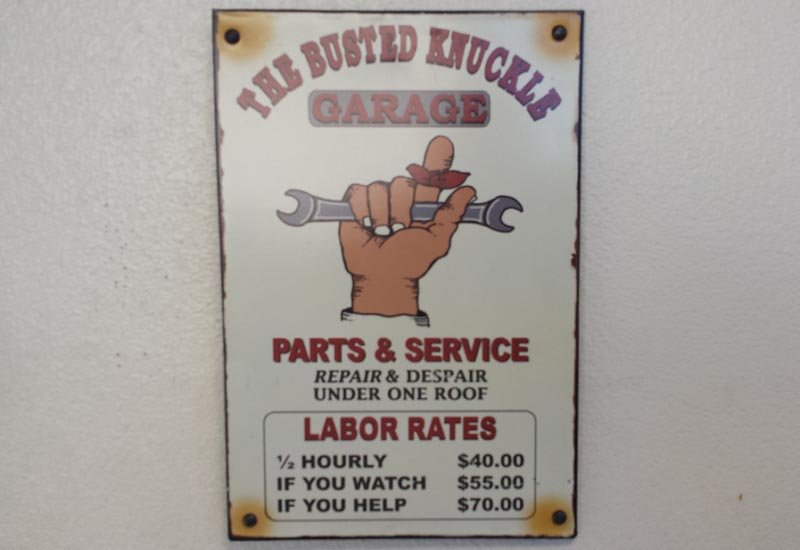 THE BUSTED KNUCKLE
GARAGE
PARTS & SERVICE
REPAIR & DESPAIR
UNDER ONE ROOF
LABOR RATES
½ HOURLY $40.00
IF YOU WATCH $55.00
IF YOU HELP $70.00